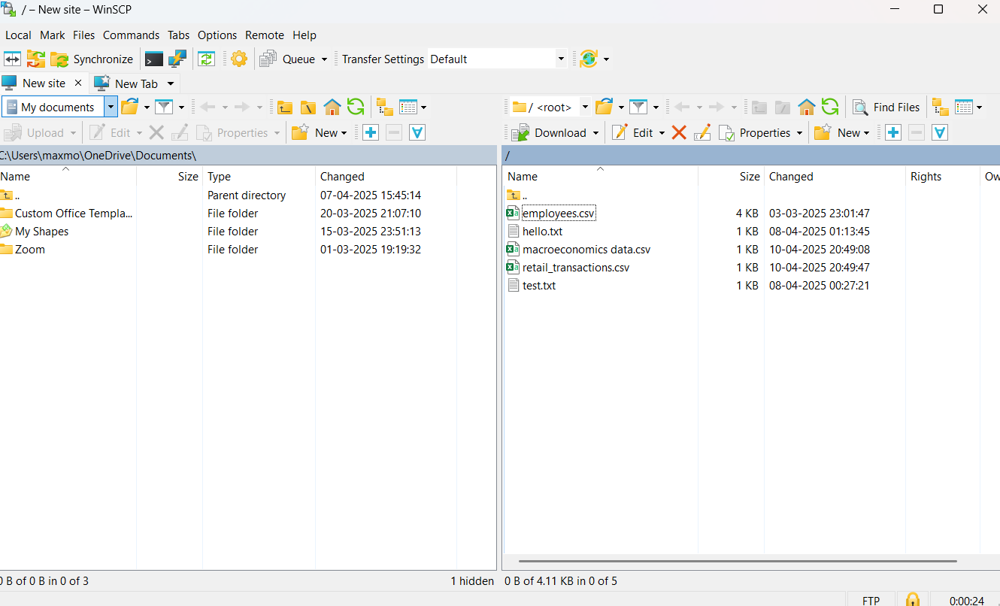 / – New site – WinSCP
Local Mark Files Commands Tabs Options Remote Help
Synchronize Queue Transfer Settings Default
New site × New Tab
My documents / <root> Find Files
Upload Edit Properties New Download Edit Properties New
C:\Users\maxmo\OneDrive\Documents\ /
Name Size Type Changed Name Size Changed Rights Ow
.. Parent directory 07-04-2025 15:45:14 ..
Custom Office Templa... File folder 20-03-2025 21:07:10 employees.csv 4 KB 03-03-2025 23:01:47
My Shapes File folder 15-03-2025 23:51:13 hello.txt 1 KB 08-04-2025 01:13:45
Zoom File folder 01-03-2025 19:19:32 macroeconomics data.csv 1 KB 10-04-2025 20:49:08
retail_transactions.csv 1 KB 10-04-2025 20:49:47
test.txt 1 KB 08-04-2025 00:27:21
0 B of 0 B in 0 of 3 1 hidden 0 B of 4.11 KB in 0 of 5
FTP 0:00:24